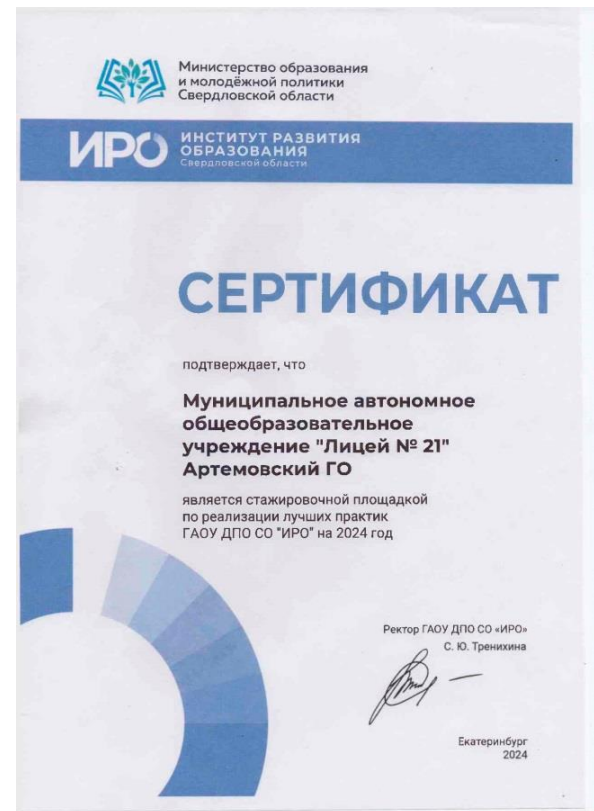 Министерство образования
и молодёжной политики
Свердловской области
ИРО
ИНСТИТУТ РАЗВИТИЯ
ОБРАЗОВАНИЯ
Свердловской области
СЕРТИФИКАТ
подтверждает, что
Муниципальное автономное
общеобразовательное
учреждение "Лицей № 21"
Артемовский ГО
является стажировочной площадкой
по реализации лучших практик
ГАОУ ДПО СО "ИРО" на 2024 год
Ректор ГАОУ ДПО СО «ИРО»
С. Ю. Тренихина
Екатеринбург
2024